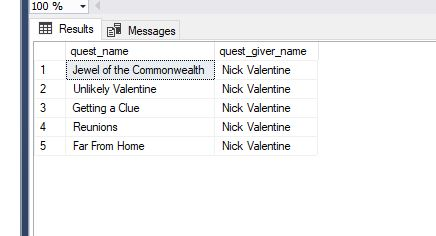 100 %
Results Messages
quest_name quest_giver_name
1 Jewel of the Commonwealth Nick Valentine
2 Unlikely Valentine Nick Valentine
3 Getting a Clue Nick Valentine
4 Reunions Nick Valentine
5 Far From Home Nick Valentine